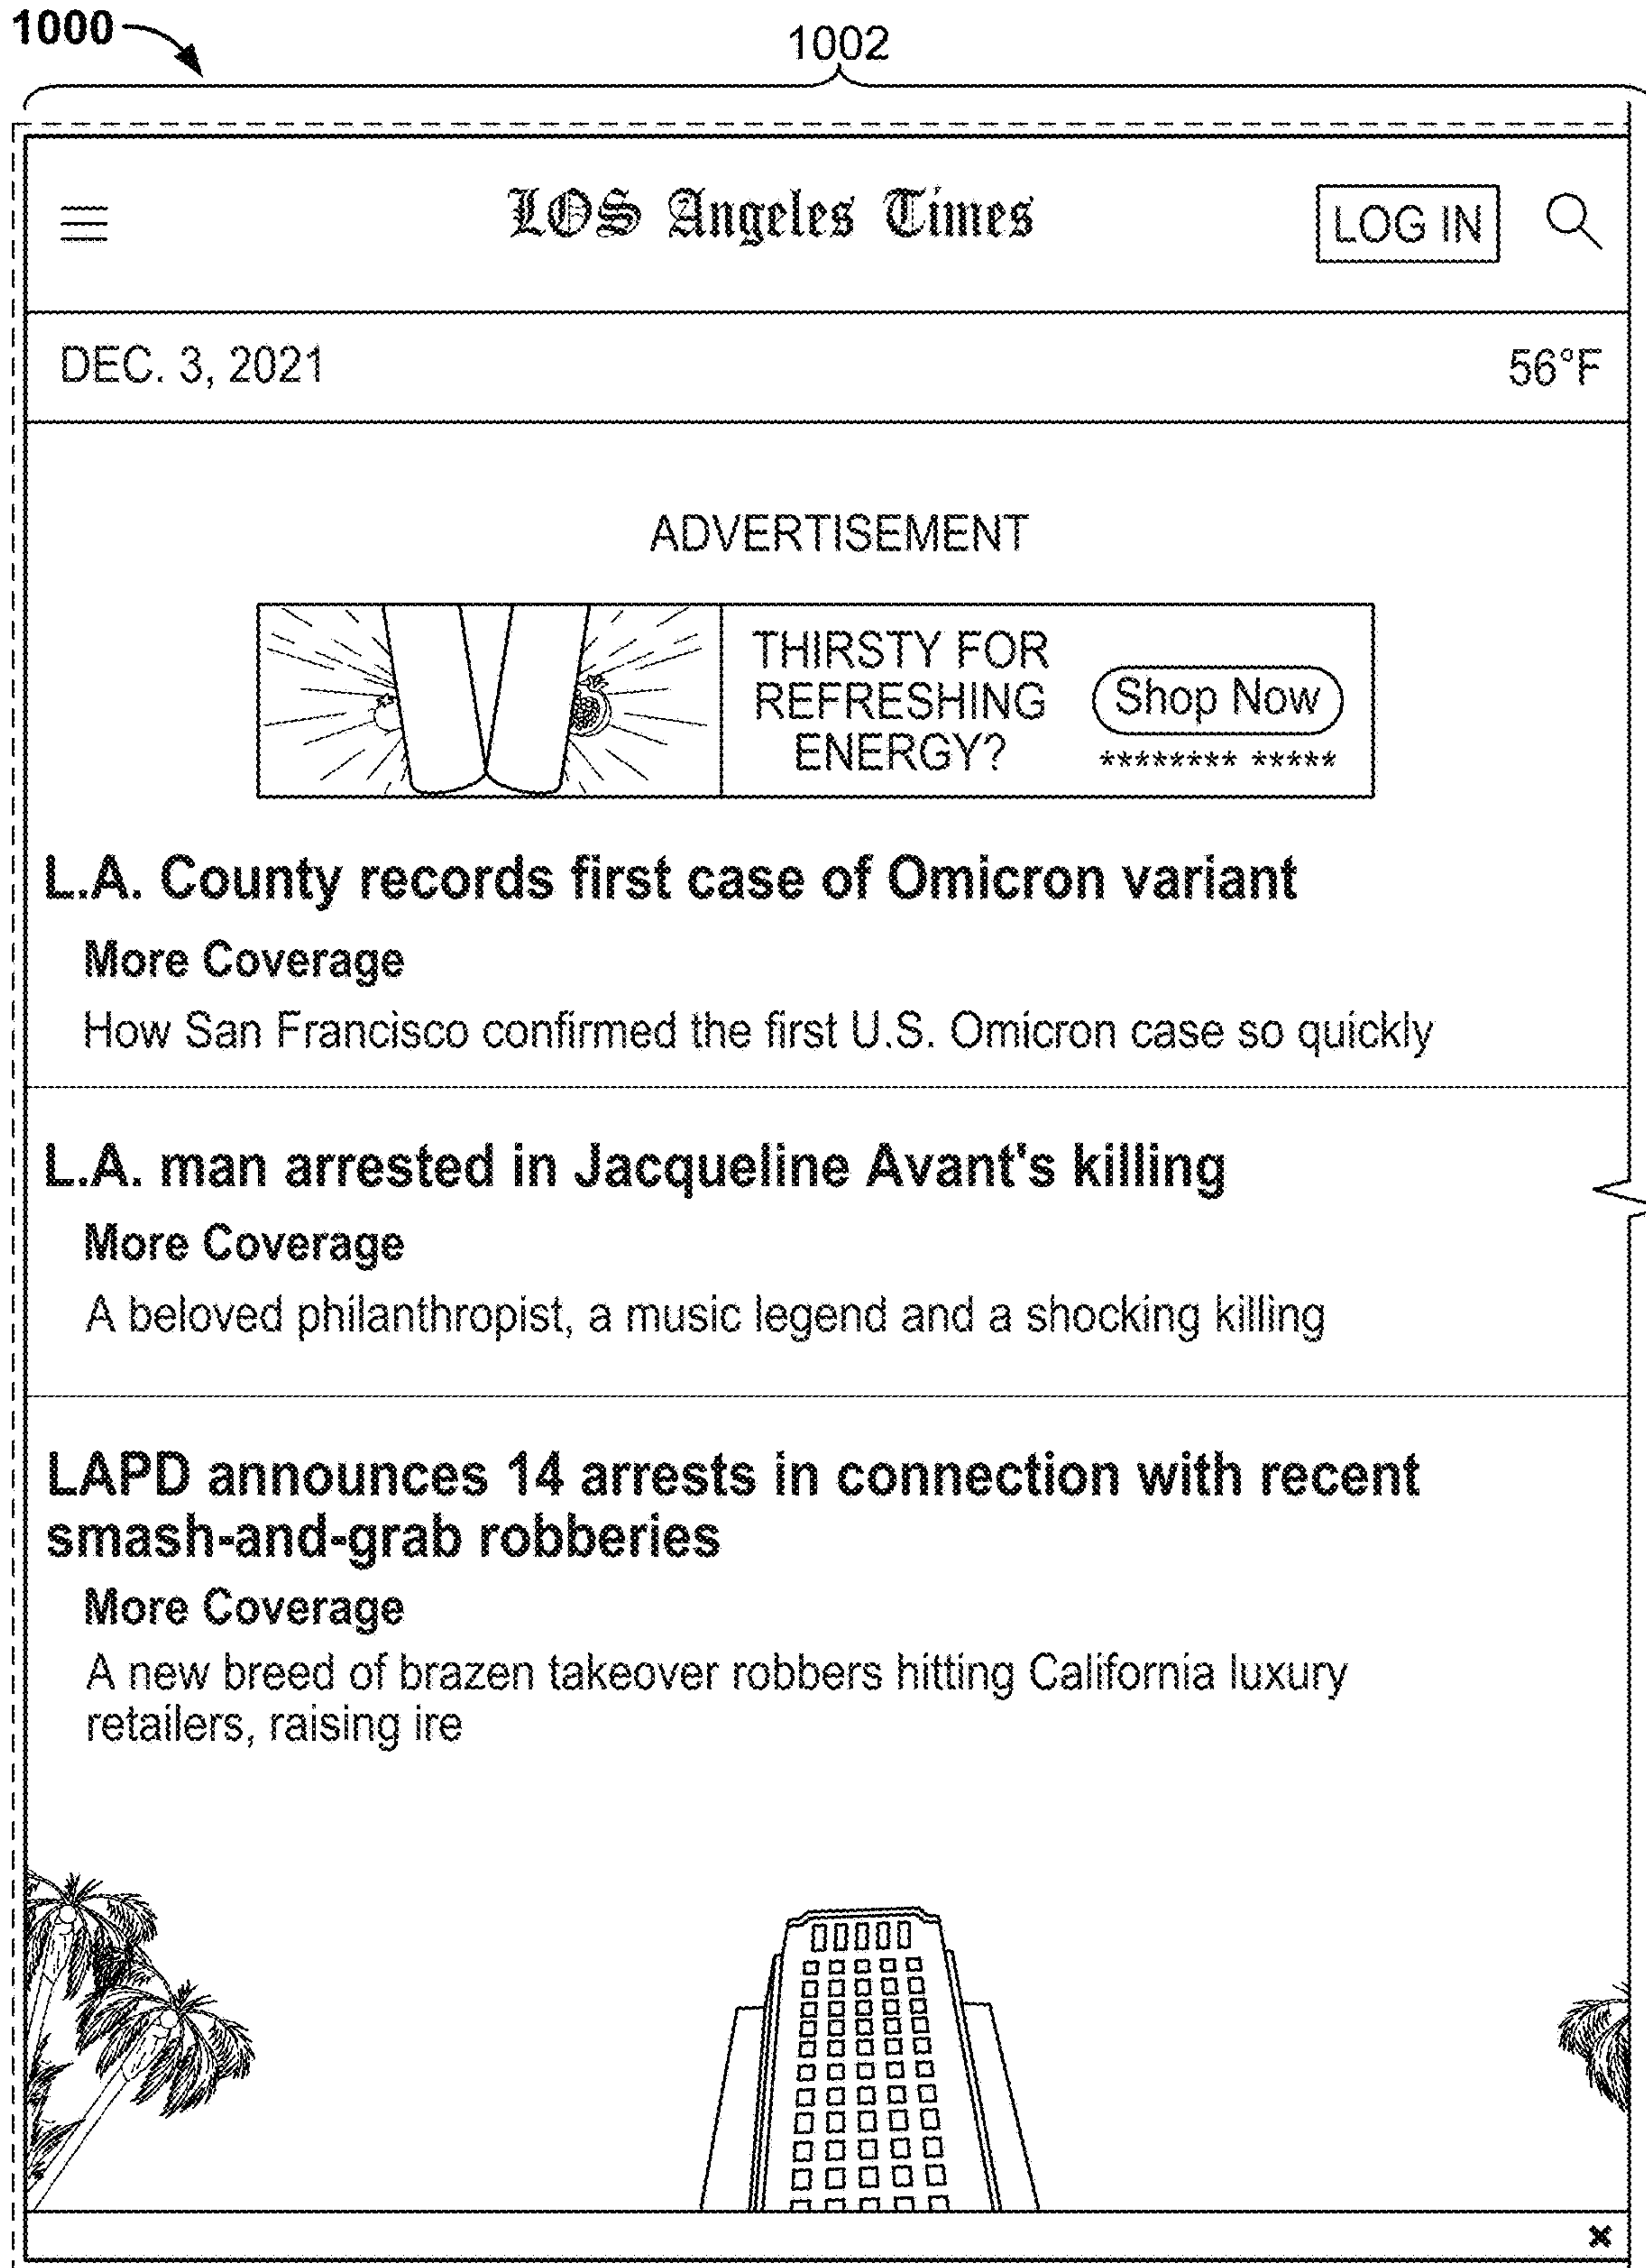 1000
1002
LOS Angeles Times
LOG IN
DEC. 3, 2021
56°F
ADVERTISEMENT
THIRSTY FOR
REFRESHING
ENERGY?
Shop Now
******** *****
L.A. County records first case of Omicron variant
More Coverage
How San Francisco confirmed the first U.S. Omicron case so quickly
L.A. man arrested in Jacqueline Avant's killing
More Coverage
A beloved philanthropist, a music legend and a shocking killing
LAPD announces 14 arrests in connection with recent
smash-and-grab robberies
More Coverage
A new breed of brazen takeover robbers hitting California luxury
retailers, raising ire
x